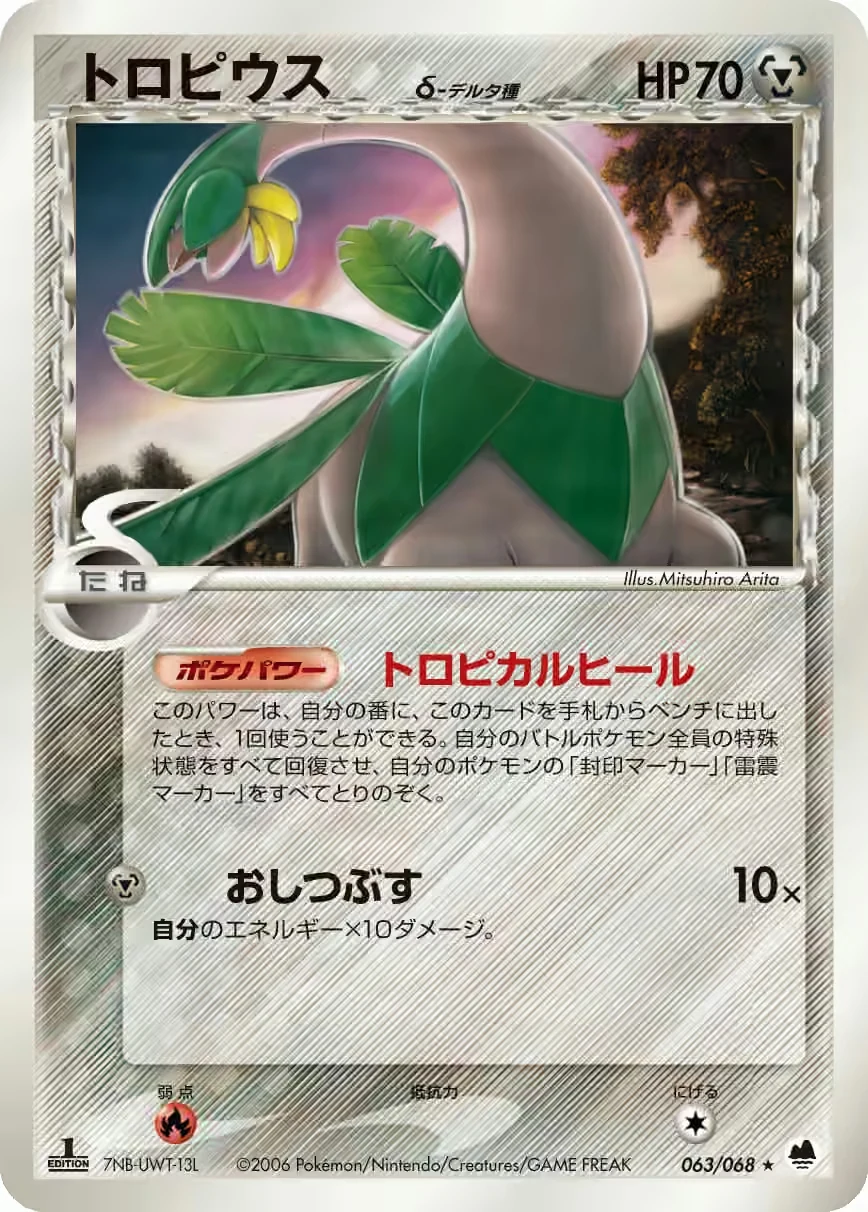 トロピウス δ-デルタ種 HP70
たね
Illus.Mitsuhiro Arita
ポケパワー トロピカルヒール
このパワーは、自分の番に、このカードを手札からベンチに出し
たとき、1回使うことができる。自分のバトルポケモン全員の特殊
状態をすべて回復させ、自分のポケモンの「封印マーカー」「雷震
マーカー」をすべてとりのぞく。
おしつぶす 10×
自分のエネルギー×10ダメージ。
弱点 抵抗力 にげる
1 EDITION 7NB-UWT-13L ©2006 Pokémon/Nintendo/Creatures/GAME FREAK 063/068 ★